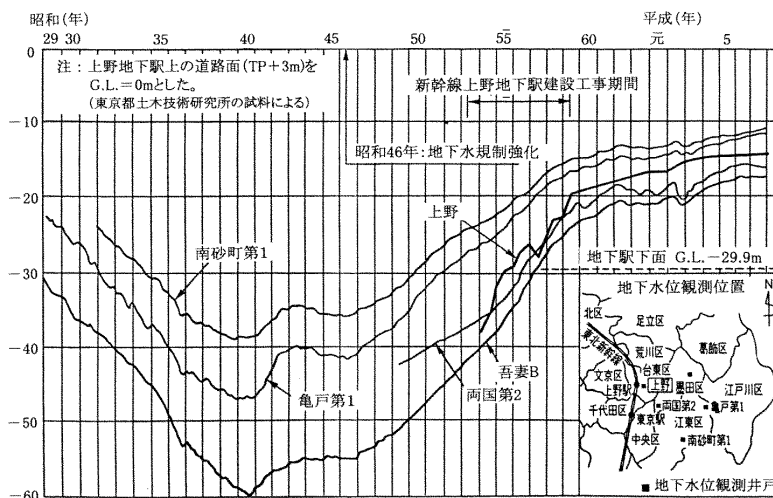 昭和(年)
平成(年)
29 30 35 40 45 50 55 60 元 5
0
注：上野地下駅上の道路面(TP＋3m)を
G.L.＝0mとした。
(東京都土木技術研究所の試料による)
新幹線上野地下駅建設工事期間
−10
昭和46年：地下水規制強化
−20
上野
南砂町第1
地下駅下面 G.L.−29.9m
−30
地下水位観測位置
N
北区
足立区
東北新幹線
荒川区
葛飾区
−40
吾妻B
文京区
台東区
両国第2
上野駅
上野
墨田区
江戸川区
亀戸第1
千代田区
両国第2
亀戸第1
東京駅
江東区
−50
中央区
南砂町第1
■ 地下水位観測井戸
−60